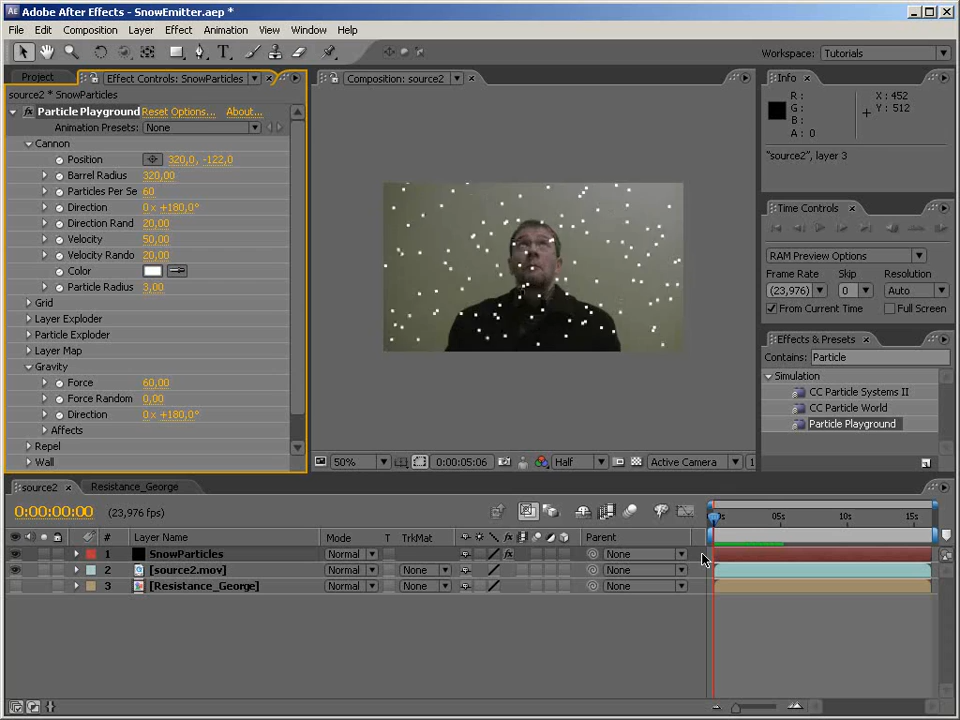 Adobe After Effects - SnowEmitter.aep *
File Edit Composition Layer Effect Animation View Window Help
Workspace: Tutorials
Project Effect Controls: SnowParticles
Composition: source2
Info
source2 * SnowParticles
Particle Playground Reset Options... About...
Animation Presets: None
Cannon
Position 320,0, -122,0
Barrel Radius 320,00
Particles Per Se 60
Direction 0 x +180,0°
Direction Rand 20,00
Velocity 50,00
Velocity Rando 20,00
Color
Particle Radius 3,00
Grid
Layer Exploder
Particle Exploder
Layer Map
Gravity
Force 60,00
Force Random 0,00
Direction 0 x +180,0°
Affects
Repel
Wall
R :
G :
B :
A : 0
X : 452
Y : 512
"source2", layer 3
Time Controls
RAM Preview Options
Frame Rate Skip Resolution
(23,976) 0 Auto
From Current Time Full Screen
Effects & Presets
Contains: Particle
Simulation
CC Particle Systems II
CC Particle World
Particle Playground
50% 0:00:05:06 Half Active Camera 1
source2 Resistance_George
0:00:00:00 (23,976 fps)
05s 10s 15s
# Layer Name Mode T TrkMat Parent
1 SnowParticles Normal None
2 [source2.mov] Normal None None
3 [Resistance_George] Normal None None